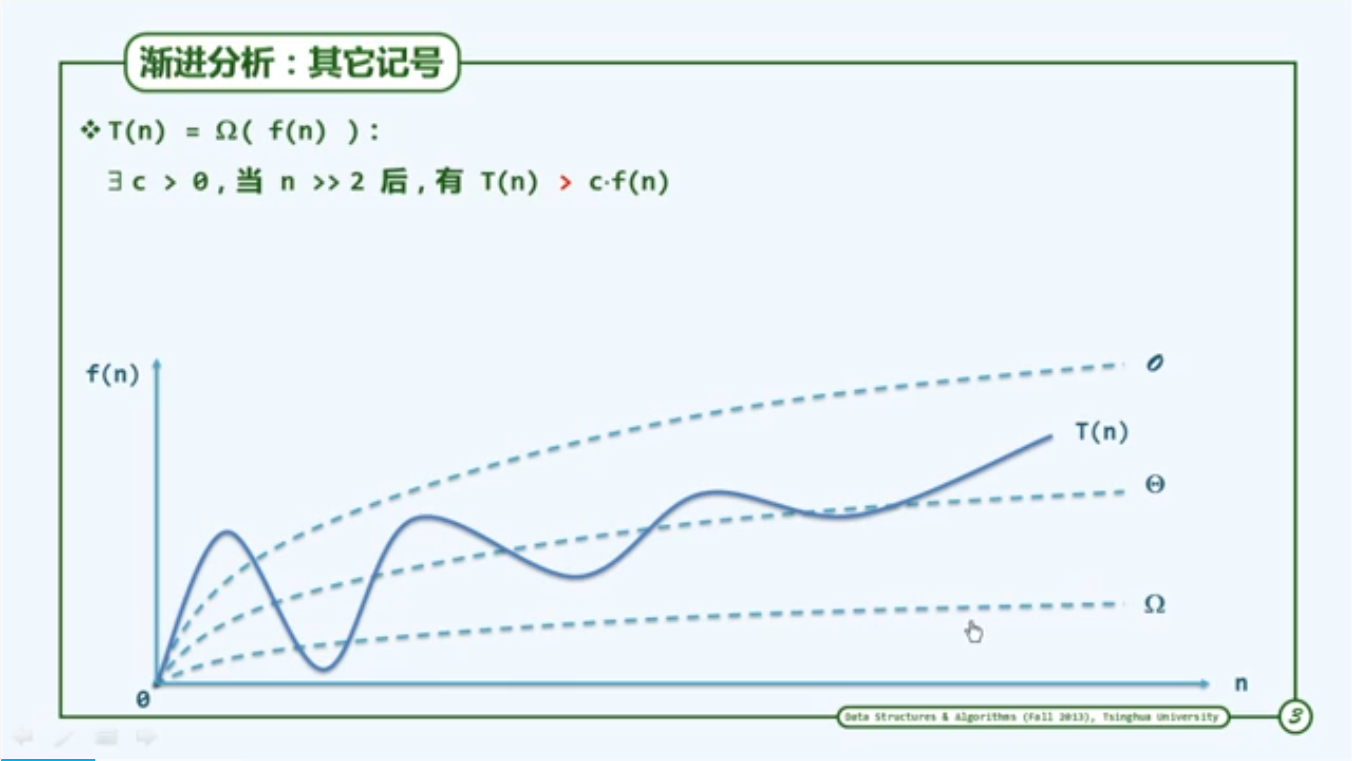 渐进分析：其它记号
❖T(n) = Ω( f(n) ):
∃ c > 0 , 当 n >> 2 后 , 有 T(n) > c·f(n)
f(n)
O
T(n)
Θ
Ω
n
0
Data Structures & Algorithms (Fall 2013), Tsinghua University
3